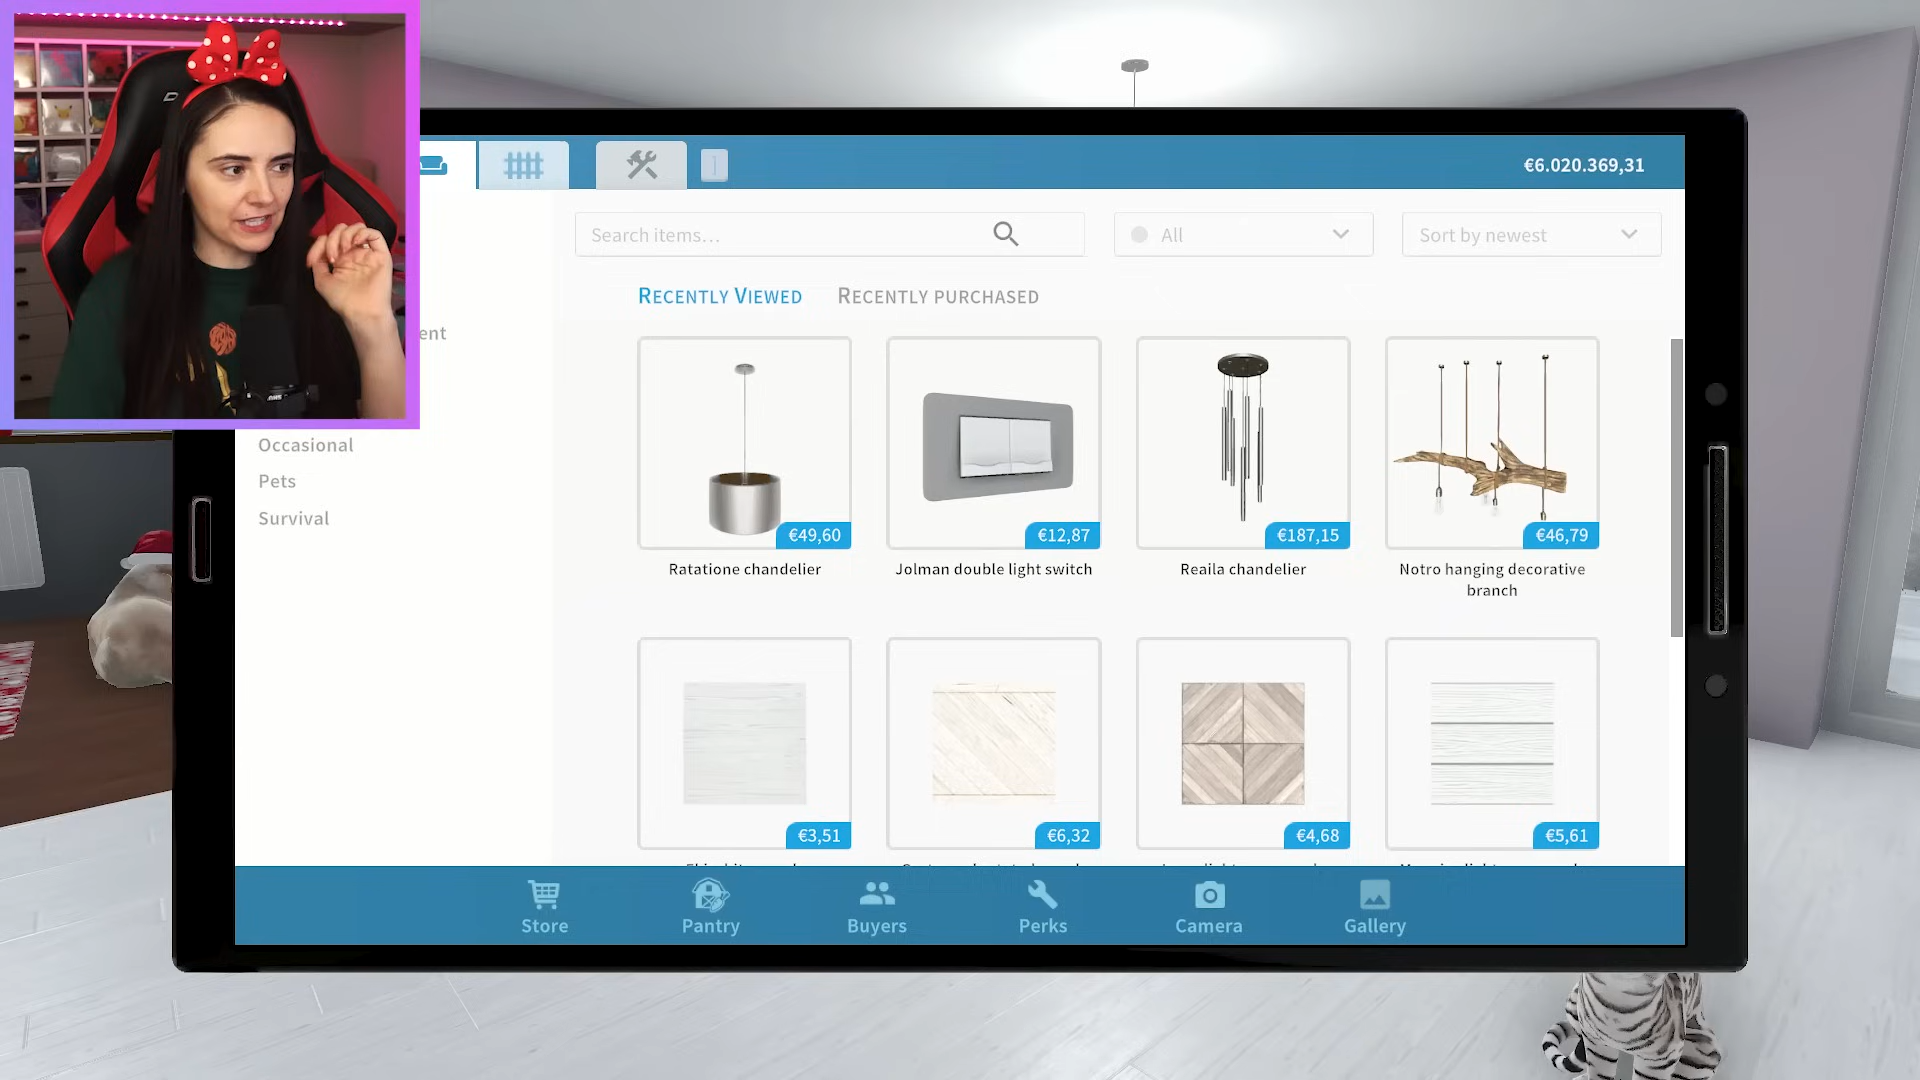 €6.020.369,31
Search items...
All
Sort by newest
RECENTLY VIEWED
RECENTLY PURCHASED
ent
Occasional
Pets
Survival
€49,60
€12,87
€187,15
€46,79
Ratatione chandelier
Jolman double light switch
Reaila chandelier
Notro hanging decorative
branch
€3,51
€6,32
€4,68
€5,61
Store
Pantry
Buyers
Perks
Camera
Gallery